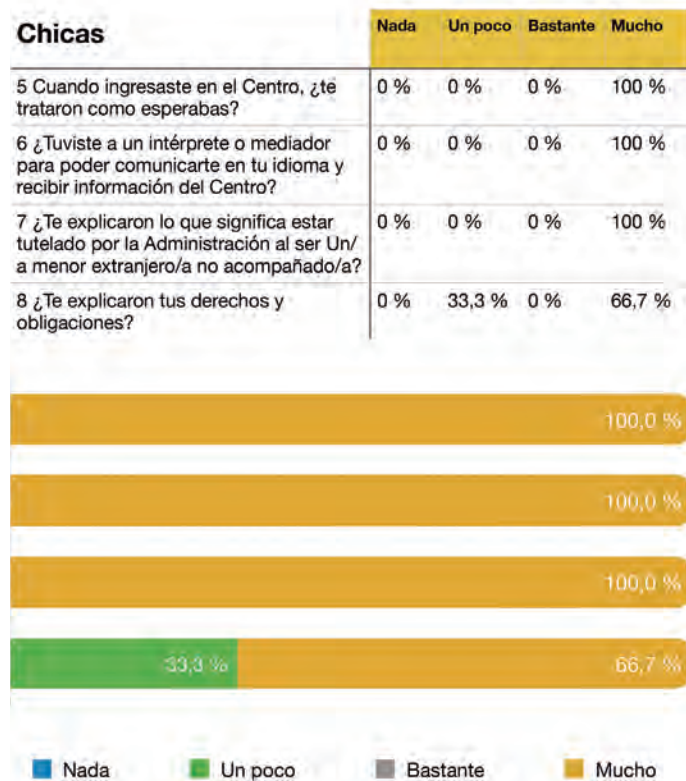 Chicas Nada Un poco Bastante Mucho
5 Cuando ingresaste en el Centro, ¿te 0 % 0 % 0 % 100 %
trataron como esperabas?
6 ¿Tuviste a un intérprete o mediador 0 % 0 % 0 % 100 %
para poder comunicarte en tu idioma y
recibir información del Centro?
7 ¿Te explicaron lo que significa estar 0 % 0 % 0 % 100 %
tutelado por la Administración al ser Un/
a menor extranjero/a no acompañado/a?
8 ¿Te explicaron tus derechos y 0 % 33,3 % 0 % 66,7 %
obligaciones?
100,0 %
100,0 %
100,0 %
33,3 % 66,7 %
Nada Un poco Bastante Mucho